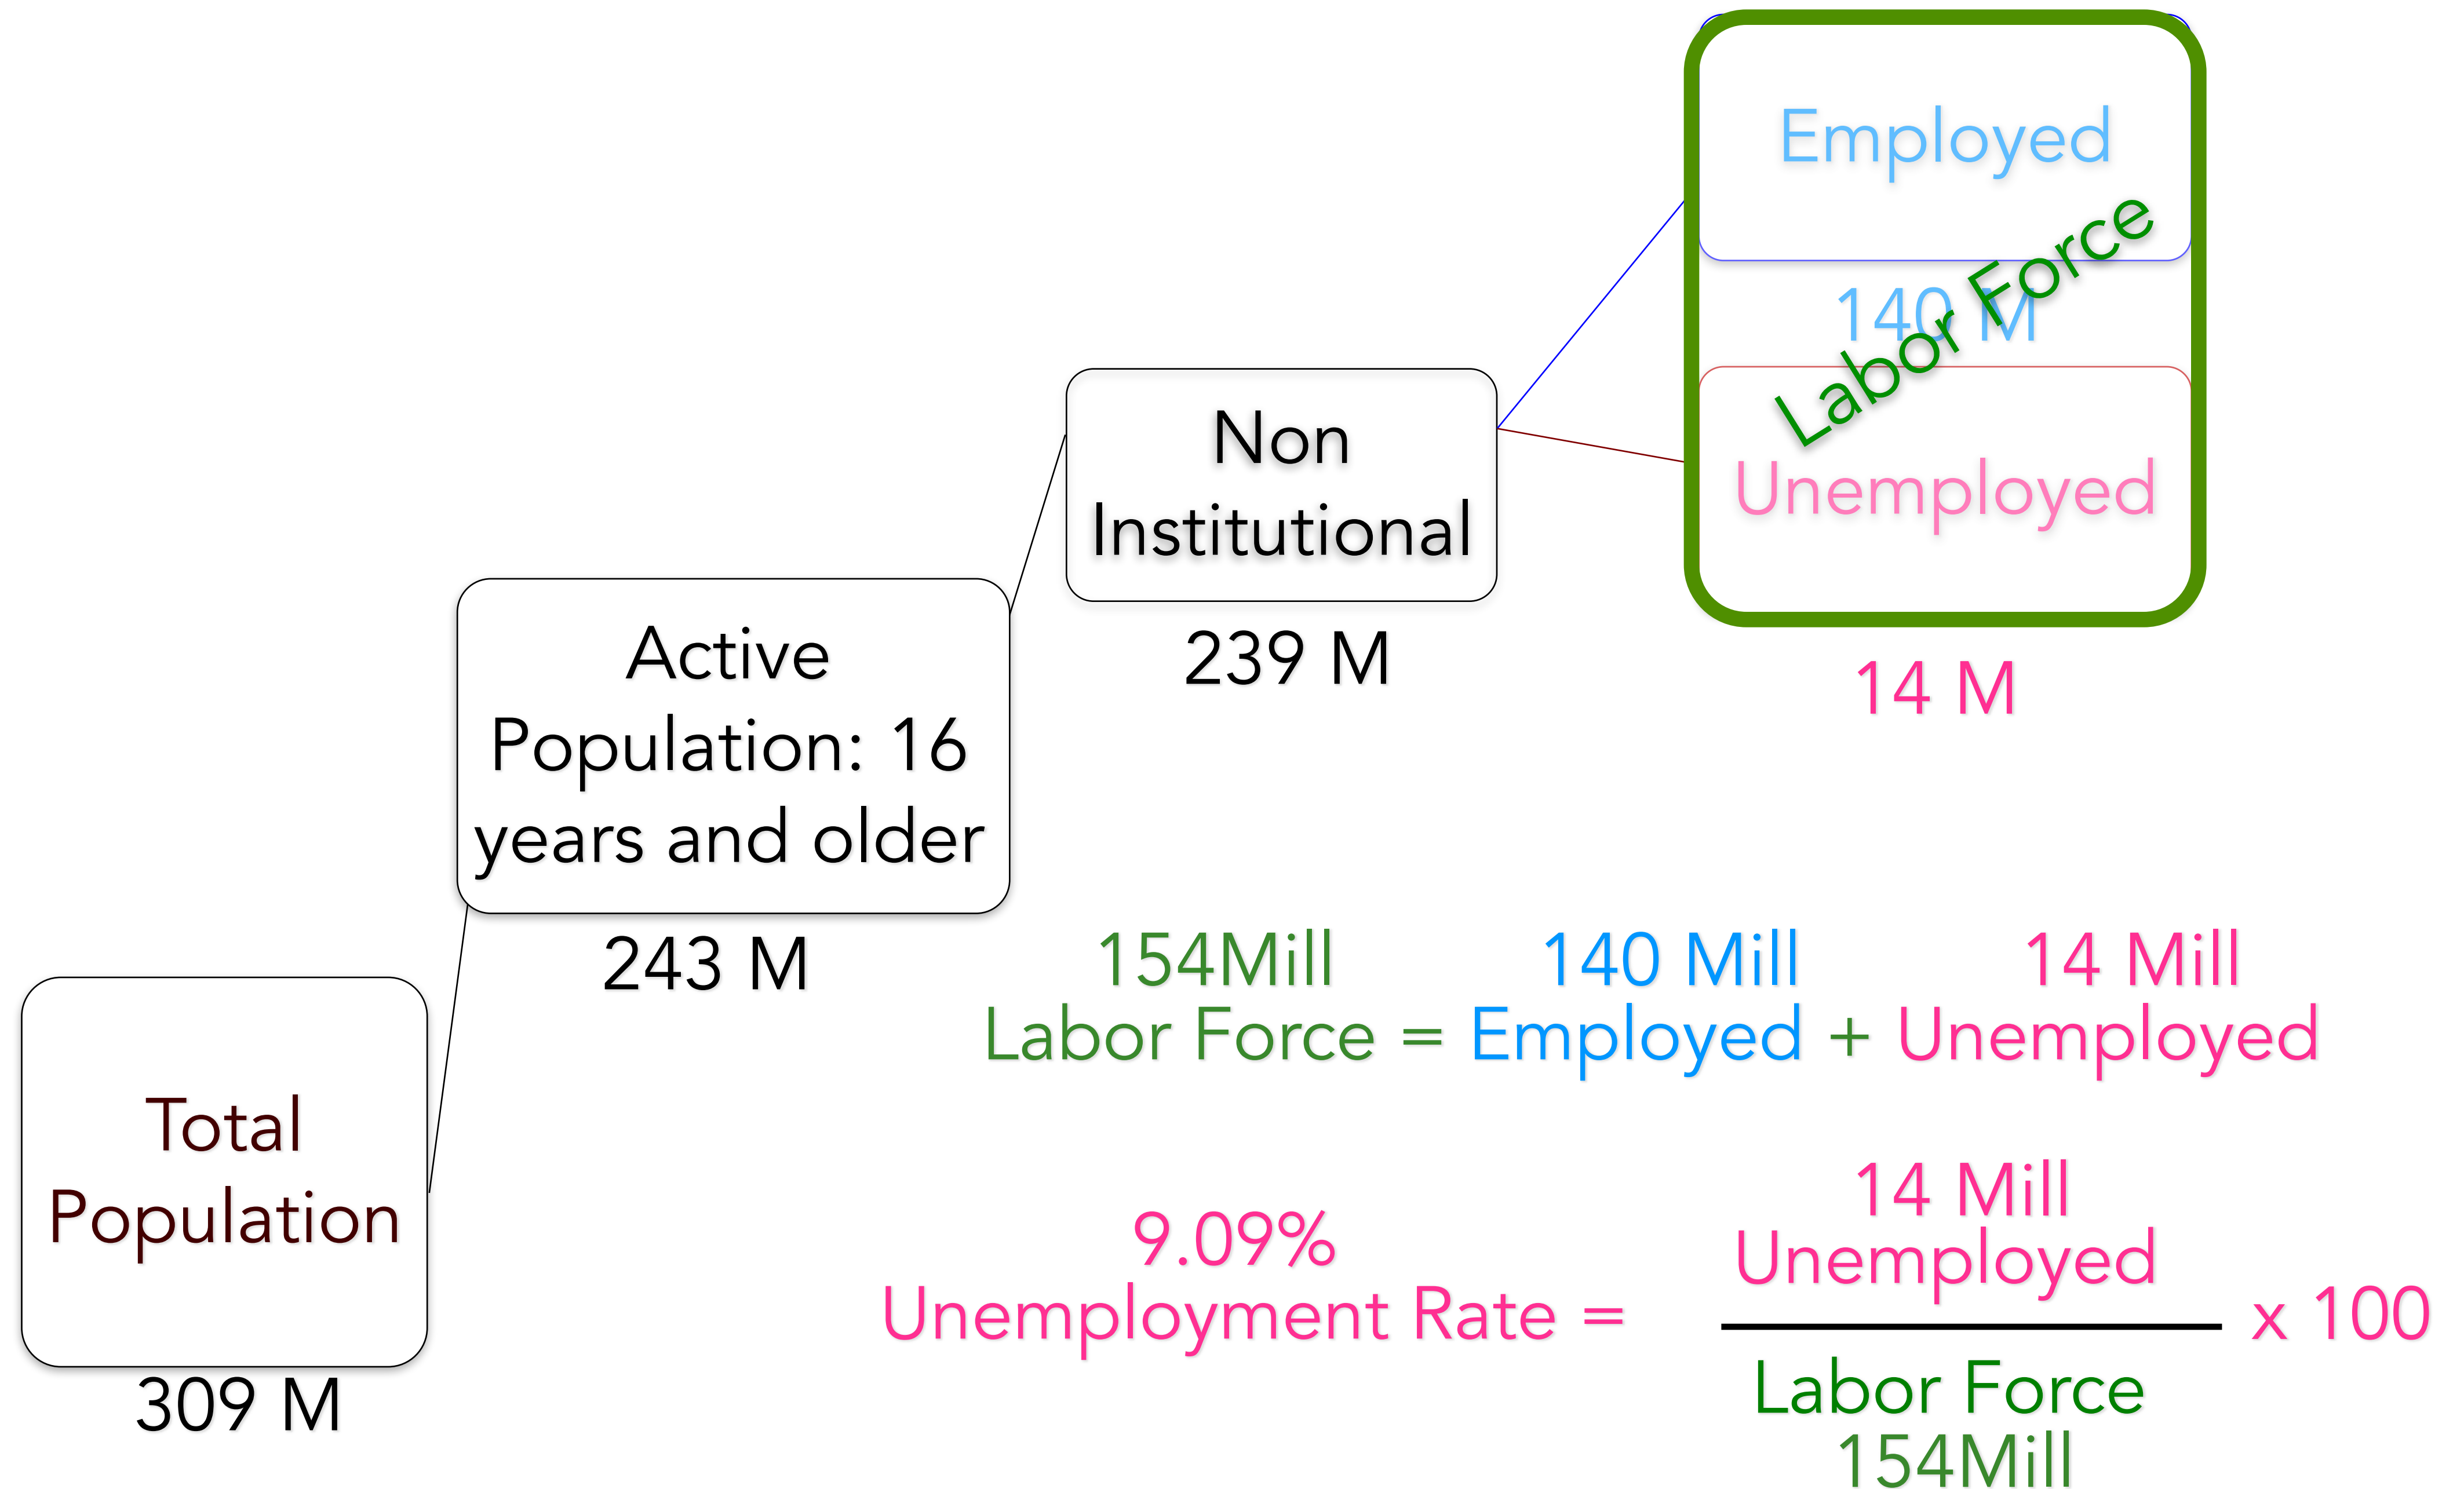 Employed
140 M
Labor Force
Unemployed
14 M
Non
Institutional
239 M
Active
Population: 16
years and older
243 M
Total
Population
309 M
154Mill 140 Mill 14 Mill
Labor Force = Employed + Unemployed
14 Mill
Unemployed
9.09%
Unemployment Rate = x 100
Labor Force
154Mill